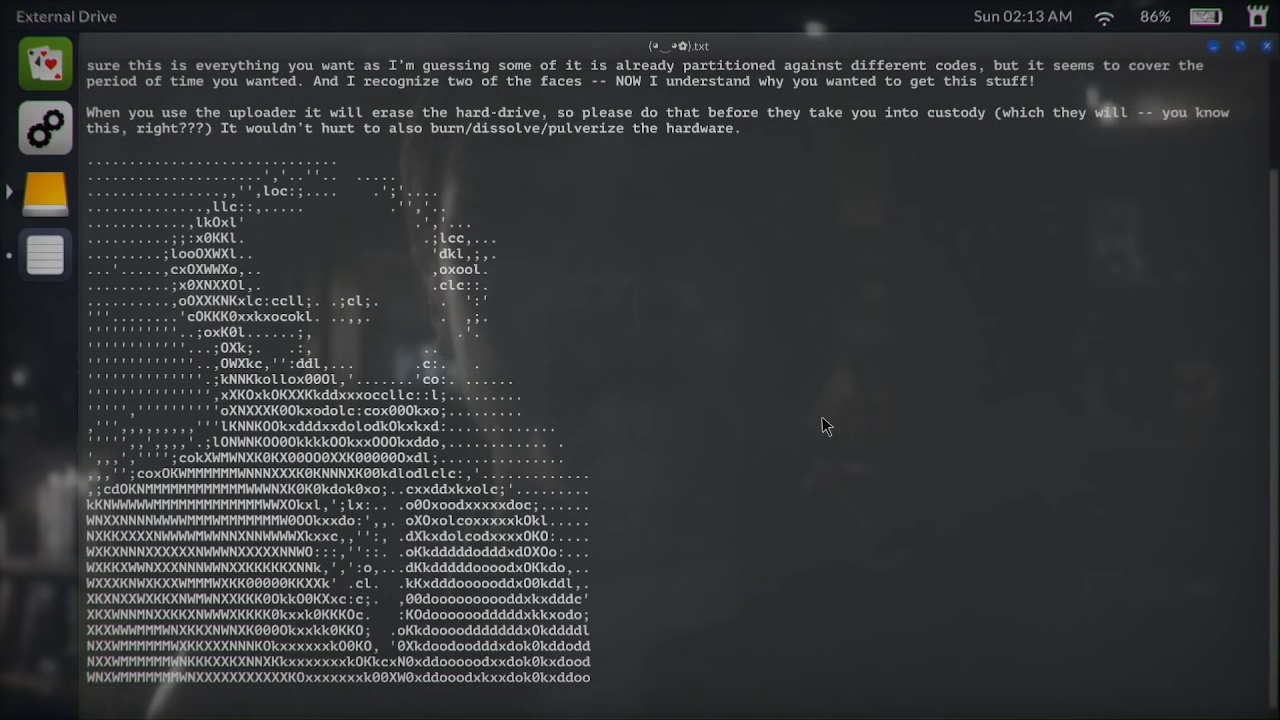 External Drive
Sun 02:13 AM
86%
(◕‿◕✿).txt
sure this is everything you want as I'm guessing some of it is already partitioned against different codes, but it seems to cover the
period of time you wanted. And I recognize two of the faces -- NOW I understand why you wanted to get this stuff!
When you use the uploader it will erase the hard-drive, so please do that before they take you into custody (which they will -- you know
this, right???) It wouldn't hurt to also burn/dissolve/pulverize the hardware.